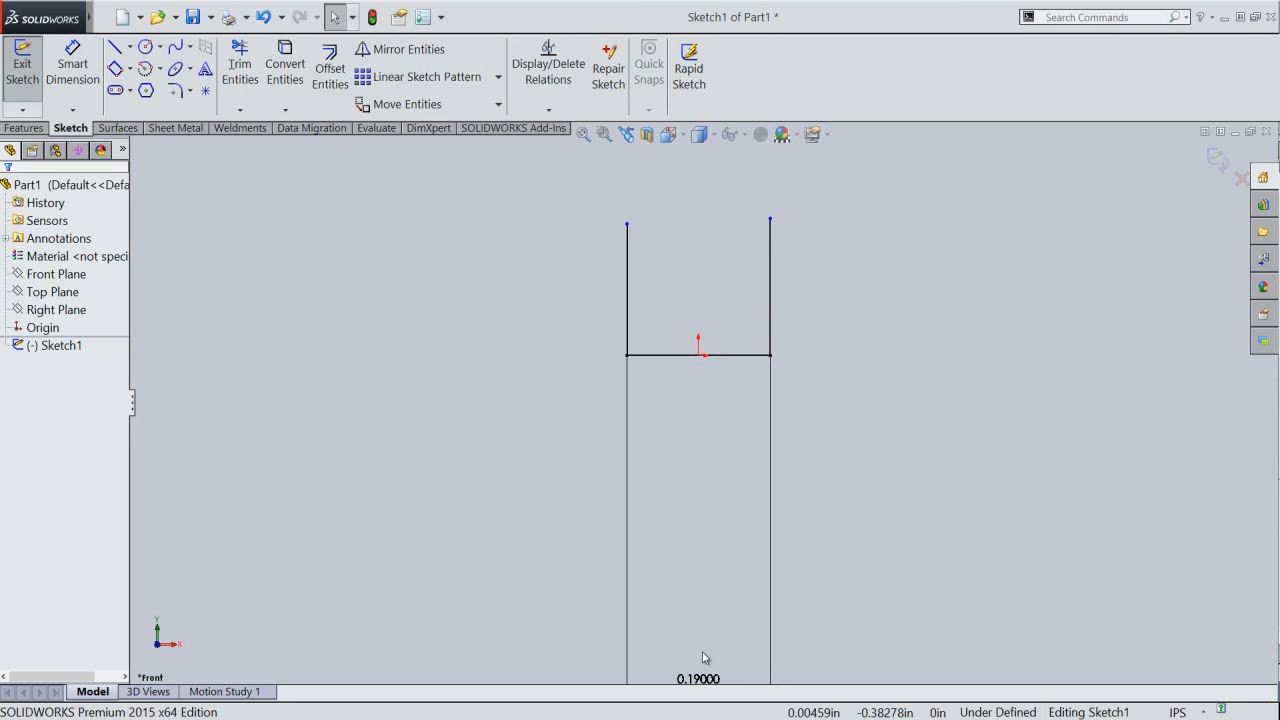 SOLIDWORKS
Sketch1 of Part1 *
Search Commands
Exit
Sketch
Smart
Dimension
Trim
Entities
Convert
Entities
Offset
Entities
Mirror Entities
Linear Sketch Pattern
Move Entities
Display/Delete
Relations
Repair
Sketch
Quick
Snaps
Rapid
Sketch
Features
Sketch
Surfaces
Sheet Metal
Weldments
Data Migration
Evaluate
DimXpert
SOLIDWORKS Add-Ins
Part1 (Default<<Defa
History
Sensors
Annotations
Material <not speci
Front Plane
Top Plane
Right Plane
Origin
(-) Sketch1
Y
X
*Front
0.19000
Model
3D Views
Motion Study 1
SOLIDWORKS Premium 2015 x64 Edition
0.00459in
-0.38278in
0in
Under Defined
Editing Sketch1
IPS